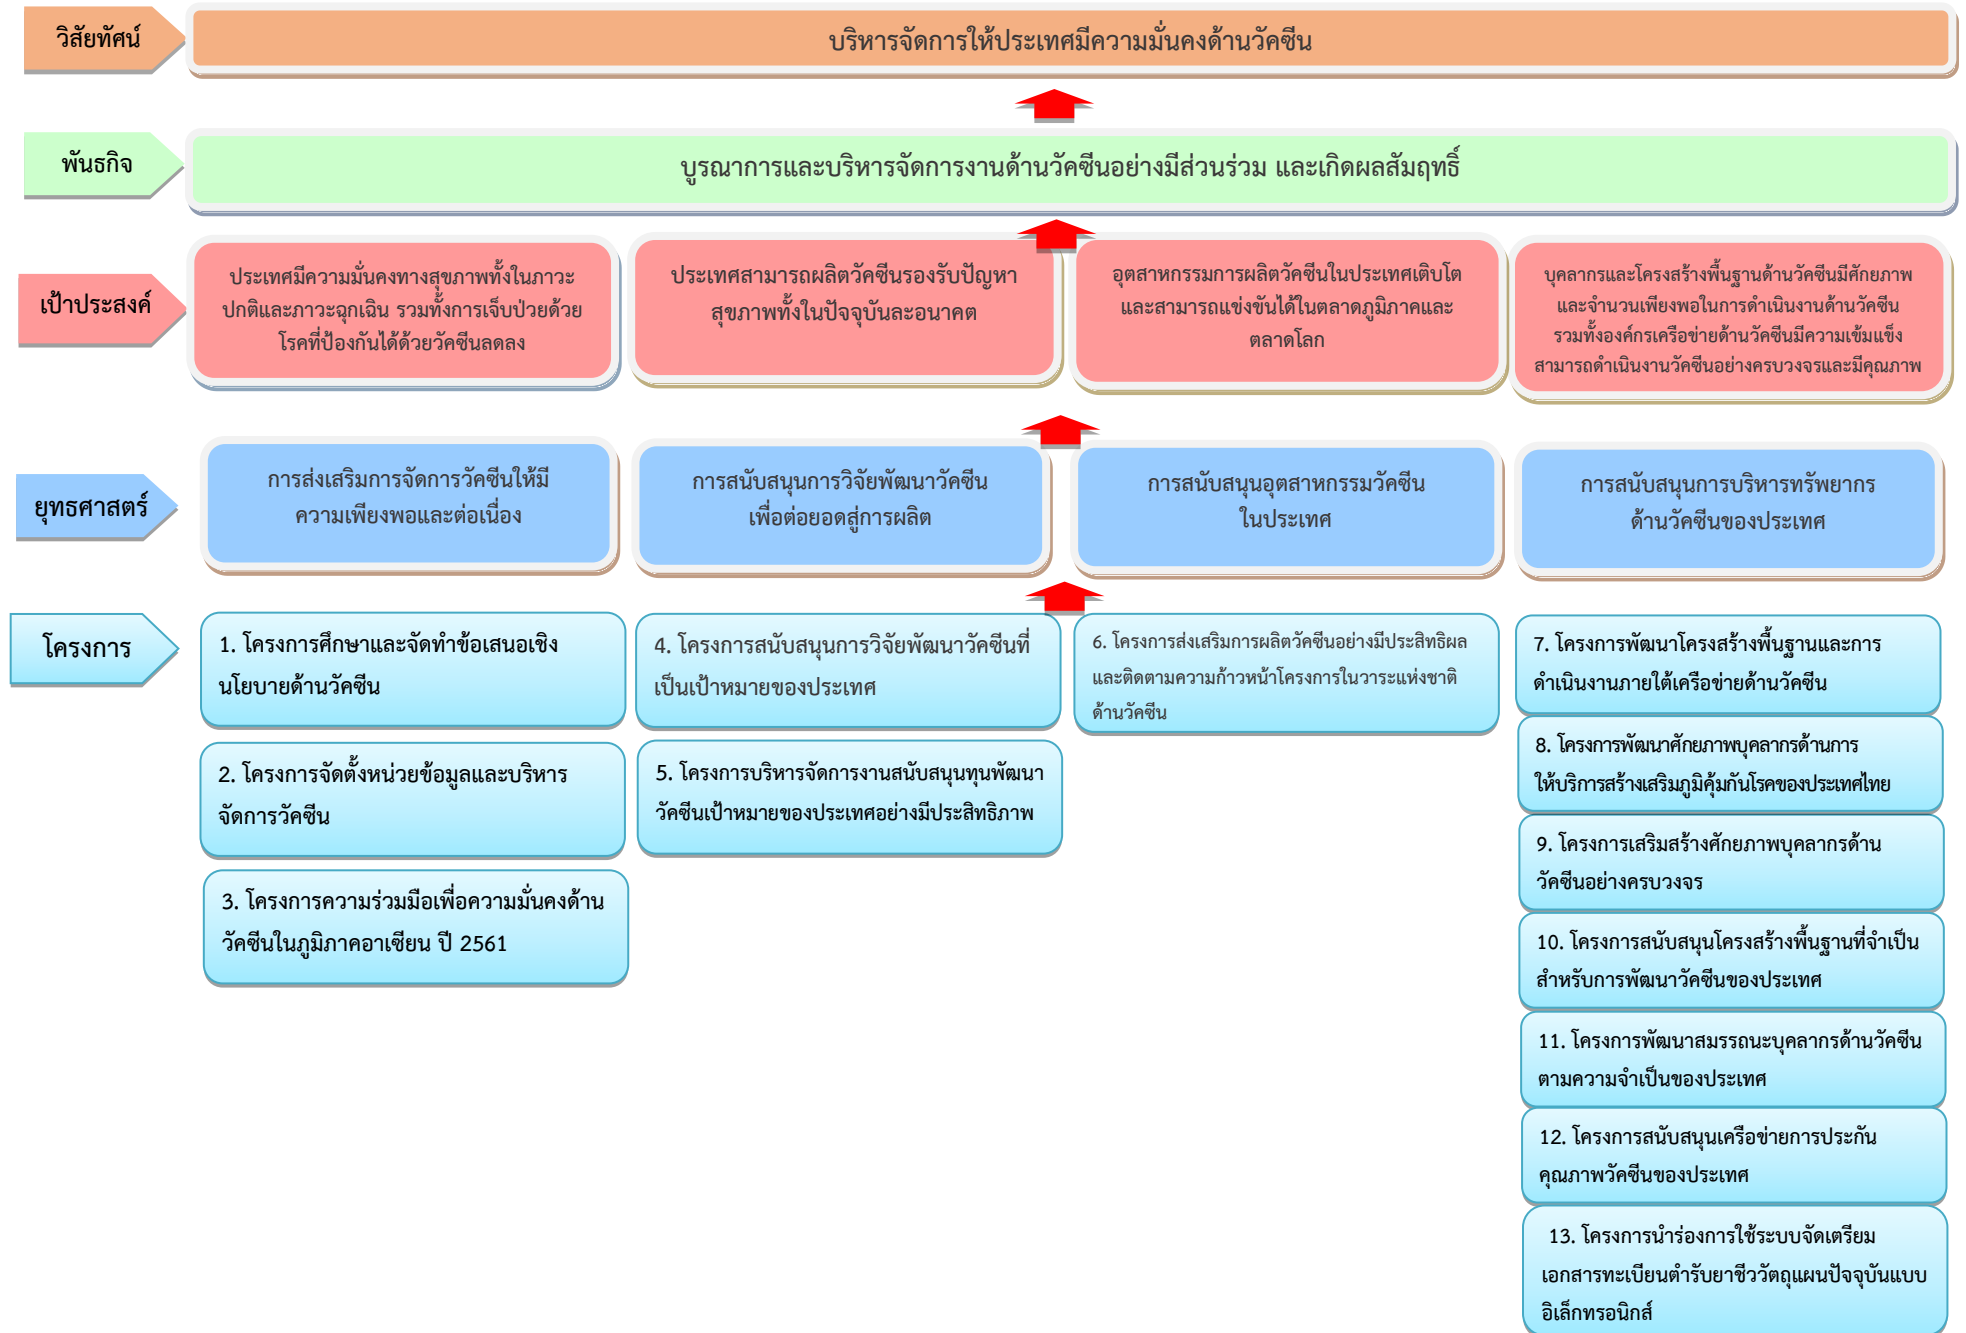 วิสัยทัศน์
บริหารจัดการให้ประเทศมีความมั่นคงด้านวัคซีน
พันธกิจ
บูรณาการและบริหารจัดการงานด้านวัคซีนอย่างมีส่วนร่วม และเกิดผลสัมฤทธิ์
เป้าประสงค์
ประเทศมีความมั่นคงทางสุขภาพทั้งในภาวะ
ปกติและภาวะฉุกเฉิน รวมทั้งการเจ็บป่วยด้วย
โรคที่ป้องกันได้ด้วยวัคซีนลดลง
ประเทศสามารถผลิตวัคซีนรองรับปัญหา
สุขภาพทั้งในปัจจุบันละอนาคต
อุตสาหกรรมการผลิตวัคซีนในประเทศเติบโต
และสามารถแข่งขันได้ในตลาดภูมิภาคและ
ตลาดโลก
บุคลากรและโครงสร้างพื้นฐานด้านวัคซีนมีศักยภาพ
และจำนวนเพียงพอในการดำเนินงานด้านวัคซีน
รวมทั้งองค์กรเครือข่ายด้านวัคซีนมีความเข้มแข็ง
สามารถดำเนินงานวัคซีนอย่างครบวงจรและมีคุณภาพ
ยุทธศาสตร์
การส่งเสริมการจัดการวัคซีนให้มี
ความเพียงพอและต่อเนื่อง
การสนับสนุนการวิจัยพัฒนาวัคซีน
เพื่อต่อยอดสู่การผลิต
การสนับสนุนอุตสาหกรรมวัคซีน
ในประเทศ
การสนับสนุนการบริหารทรัพยากร
ด้านวัคซีนของประเทศ
โครงการ
1. โครงการศึกษาและจัดทำข้อเสนอเชิง
นโยบายด้านวัคซีน
2. โครงการจัดตั้งหน่วยข้อมูลและบริหาร
จัดการวัคซีน
3. โครงการความร่วมมือเพื่อความมั่นคงด้าน
วัคซีนในภูมิภาคอาเซียน ปี 2561
4. โครงการสนับสนุนการวิจัยพัฒนาวัคซีนที่
เป็นเป้าหมายของประเทศ
5. โครงการบริหารจัดการงานสนับสนุนทุนพัฒนา
วัคซีนเป้าหมายของประเทศอย่างมีประสิทธิภาพ
6. โครงการส่งเสริมการผลิตวัคซีนอย่างมีประสิทธิผล
และติดตามความก้าวหน้าโครงการในวาระแห่งชาติ
ด้านวัคซีน
7. โครงการพัฒนาโครงสร้างพื้นฐานและการ
ดำเนินงานภายใต้เครือข่ายด้านวัคซีน
8. โครงการพัฒนาศักยภาพบุคลากรด้านการ
ให้บริการสร้างเสริมภูมิคุ้มกันโรคของประเทศไทย
9. โครงการเสริมสร้างศักยภาพบุคลากรด้าน
วัคซีนอย่างครบวงจร
10. โครงการสนับสนุนโครงสร้างพื้นฐานที่จำเป็น
สำหรับการพัฒนาวัคซีนของประเทศ
11. โครงการพัฒนาสมรรถนะบุคลากรด้านวัคซีน
ตามความจำเป็นของประเทศ
12. โครงการสนับสนุนเครือข่ายการประกัน
คุณภาพวัคซีนของประเทศ
13. โครงการนำร่องการใช้ระบบจัดเตรียม
เอกสารทะเบียนตำรับยาชีววัตถุแผนปัจจุบันแบบ
อิเล็กทรอนิกส์